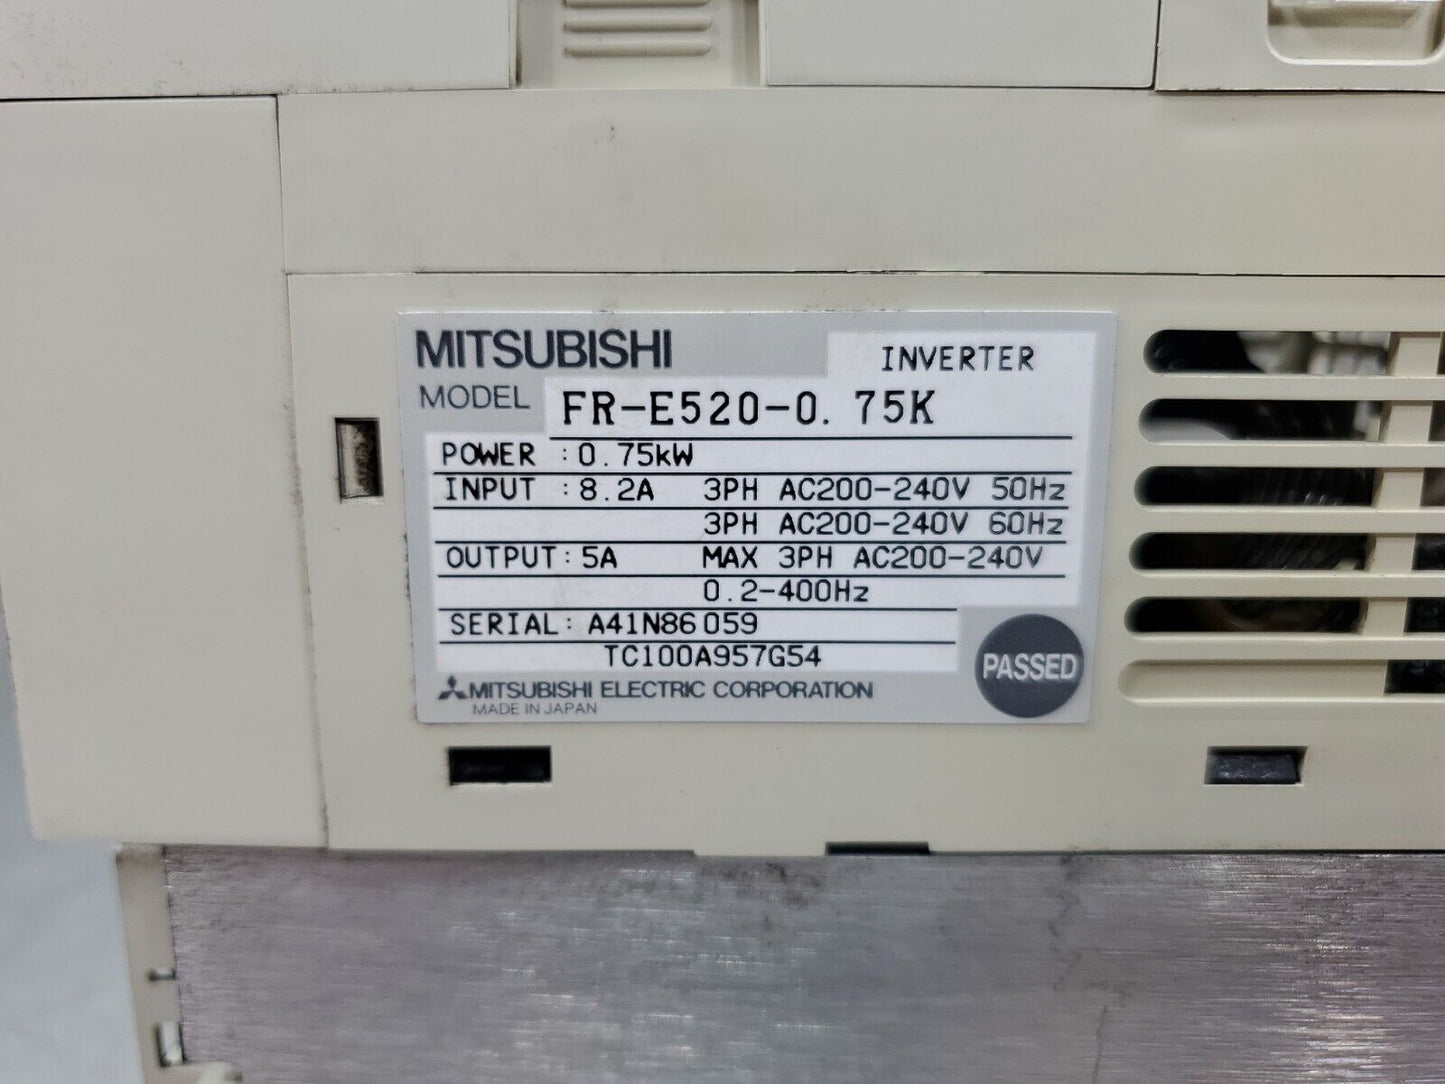 MITSUBISHI INVERTER
MODEL FR-E520-0.75K
POWER : 0.75kW
INPUT : 8.2A 3PH AC200-240V 50Hz
3PH AC200-240V 60Hz
OUTPUT: 5A MAX 3PH AC200-240V
0.2-400Hz
SERIAL: A41N86059
TC100A957G54
PASSED
MITSUBISHI ELECTRIC CORPORATION
MADE IN JAPAN